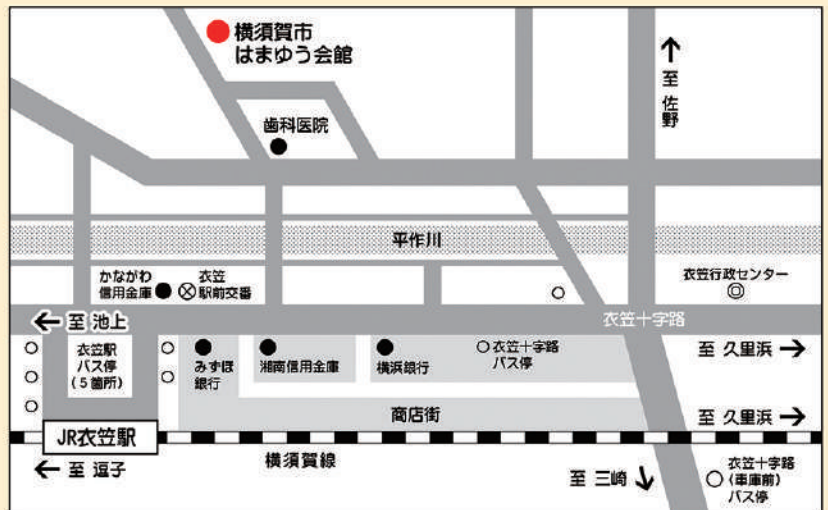 横須賀市
はまゆう会館
至 佐野
歯科医院
平作川
かながわ
信用金庫
衣笠
駅前交番
衣笠行政センター
至 池上
衣笠十字路
衣笠駅
バス停
(5箇所)
みずほ
銀行
湘南信用金庫
横浜銀行
衣笠十字路
バス停
至 久里浜
商店街
至 久里浜
JR衣笠駅
至 逗子
横須賀線
至 三崎
衣笠十字路
(車庫前)
バス停